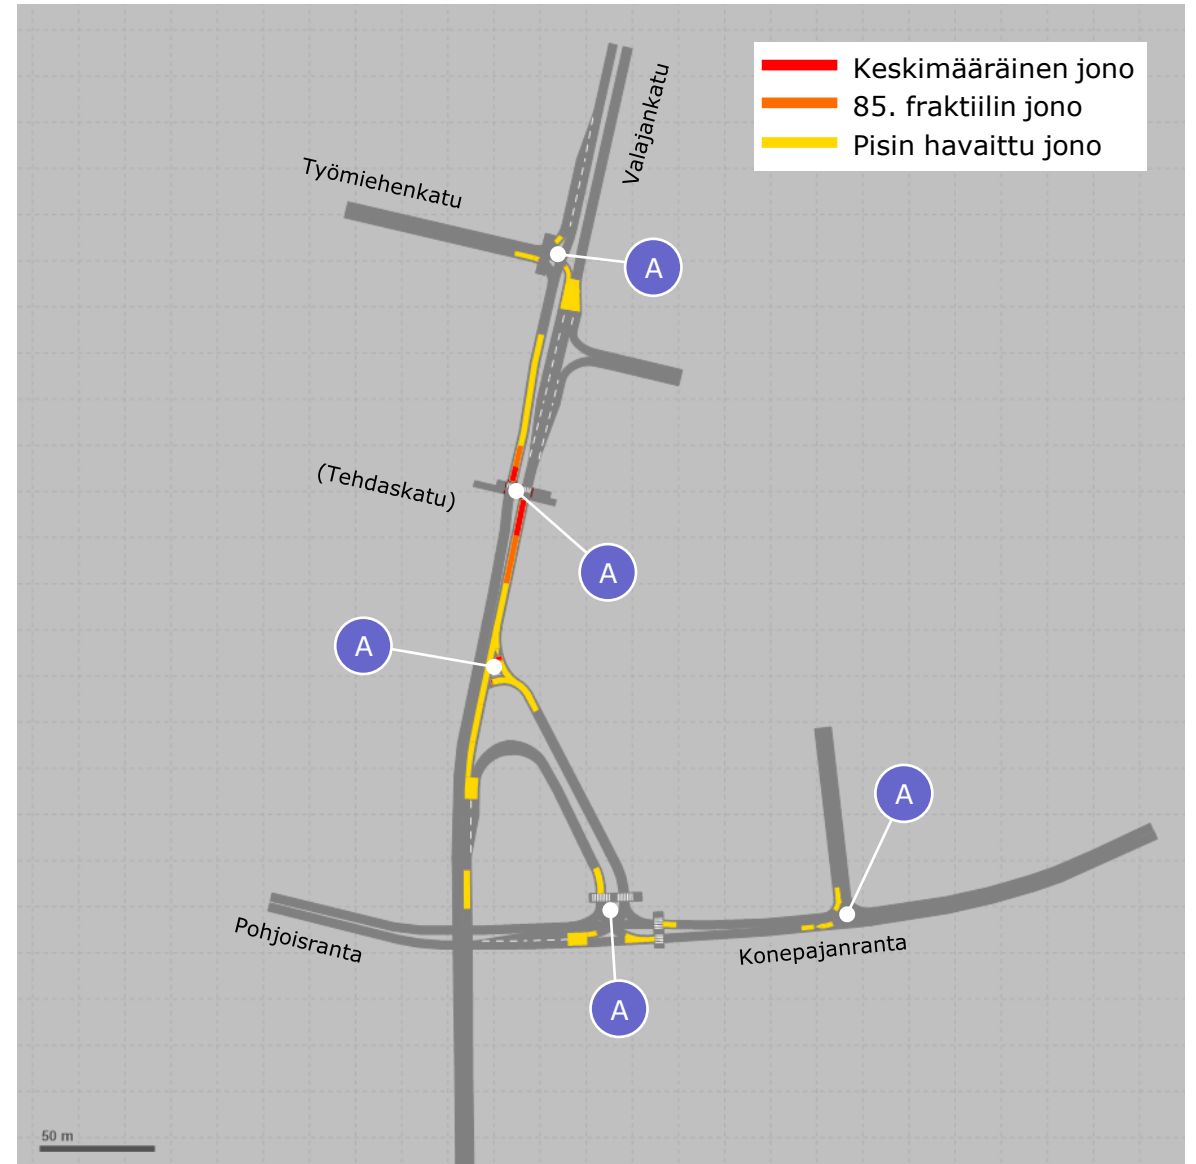 Keskimääräinen jono
85. fraktiilin jono
Pisin havaittu jono
Valajankatu
Työmiehenkatu
A
(Tehdaskatu)
A
A
A
Pohjoisranta
Konepajanranta
A
50 m